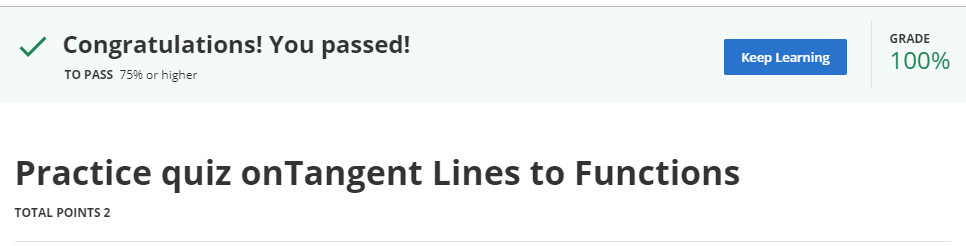 Congratulations! You passed!
TO PASS 75% or higher
Keep Learning
GRADE
100%
Practice quiz onTangent Lines to Functions
TOTAL POINTS 2